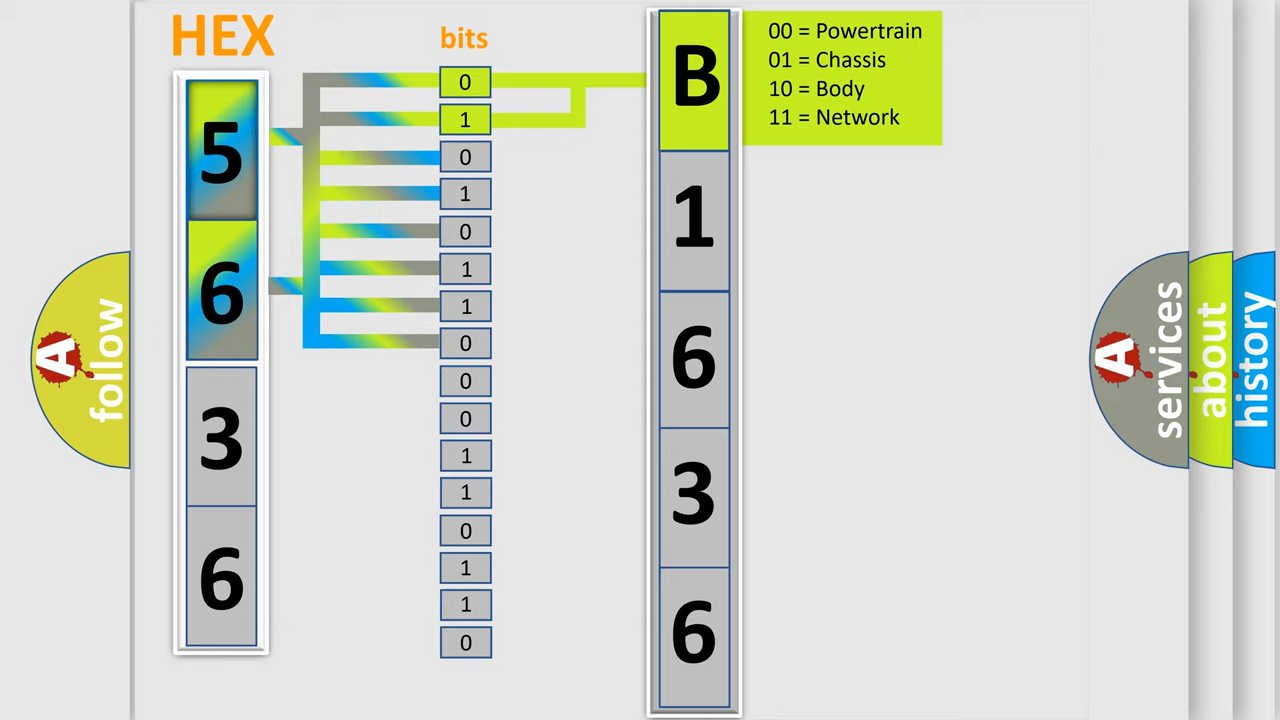 HEX
bits
5
6
3
6
0
1
0
1
0
1
1
0
0
0
1
1
0
1
1
0
B
1
6
3
6
00 = Powertrain
01 = Chassis
10 = Body
11 = Network
A
follow
A
services
about
history